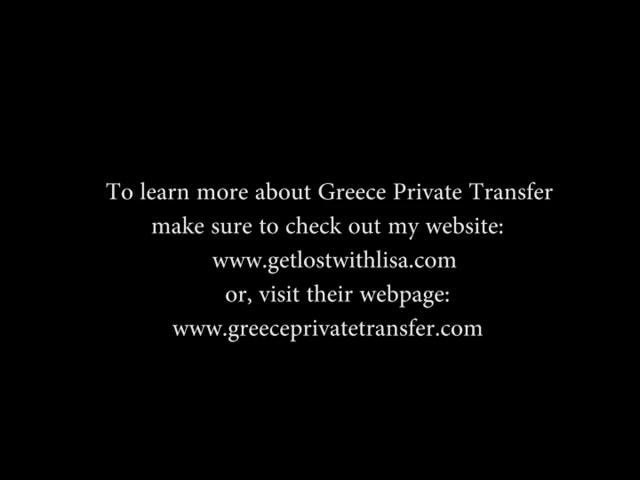 To learn more about Greece Private Transfer
make sure to check out my website:
www.getlostwithlisa.com
or, visit their webpage:
www.greeceprivatetransfer.com